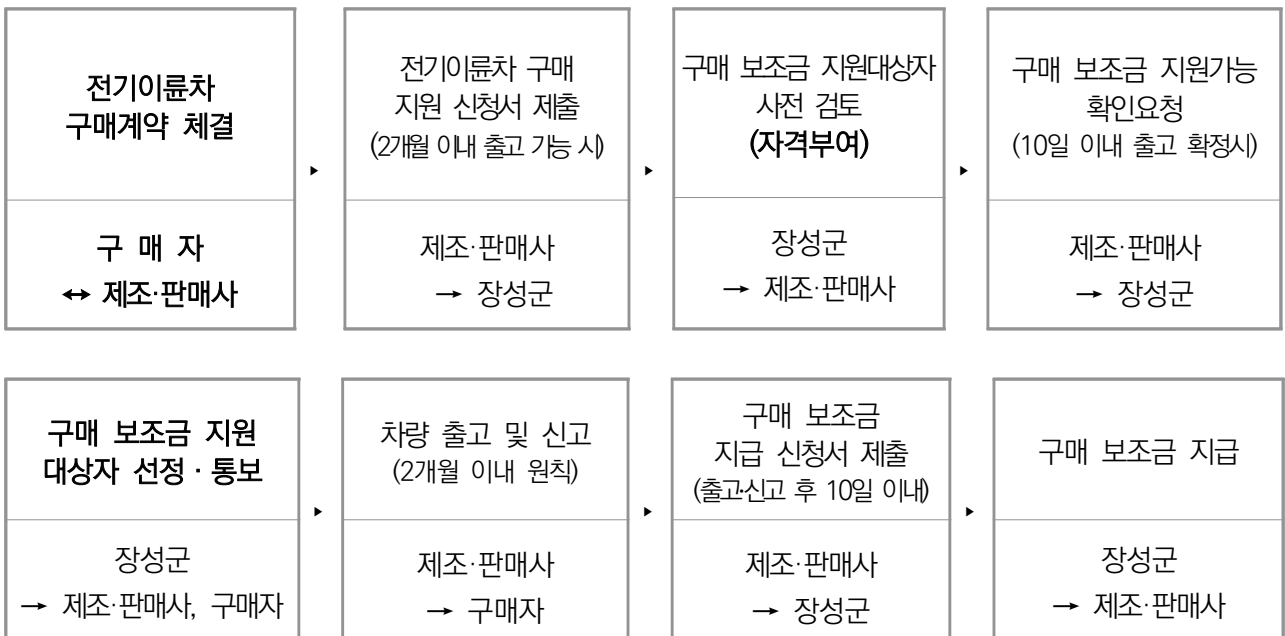 전기이륜차
구매계약 체결
구 매 자
↔ 제조·판매사
▸
전기이륜차 구매
지원 신청서 제출
(2개월 이내 출고 가능 시)
제조·판매사
→ 장성군
▸
구매 보조금 지원대상자
사전 검토
(자격부여)
장성군
→ 제조·판매사
▸
구매 보조금 지원가능
확인요청
(10일 이내 출고 확정시)
제조·판매사
→ 장성군
구매 보조금 지원
대상자 선정·통보
장성군
→ 제조·판매사, 구매자
▸
차량 출고 및 신고
(2개월 이내 원칙)
제조·판매사
→ 구매자
▸
구매 보조금
지급 신청서 제출
(출고·신고 후 10일 이내)
제조·판매사
→ 장성군
▸
구매 보조금 지급
장성군
→ 제조·판매사